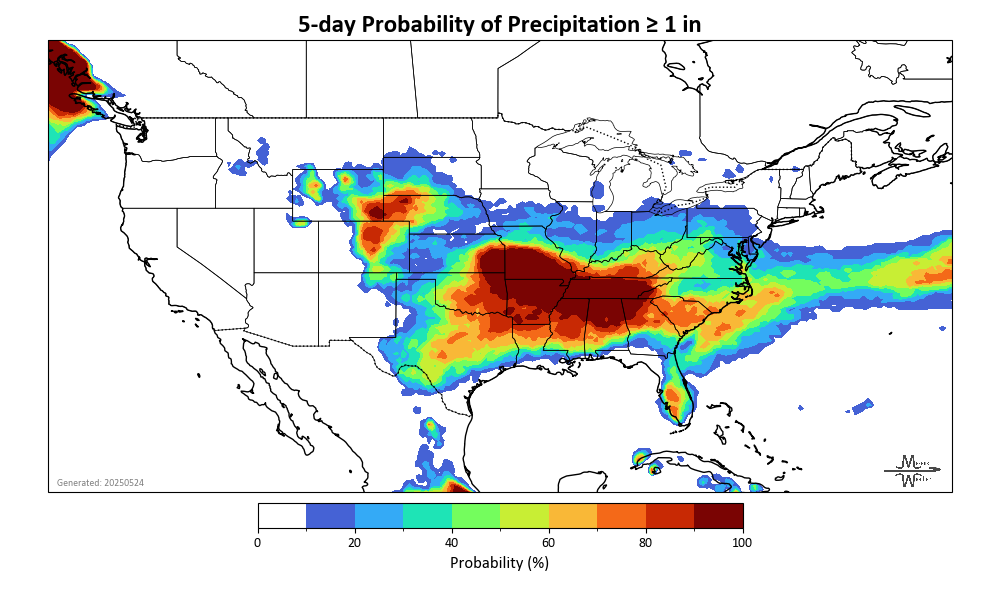 5-day Probability of Precipitation ≥ 1 in
Generated: 20250524
0 20 40 60 80 100
Probability (%)